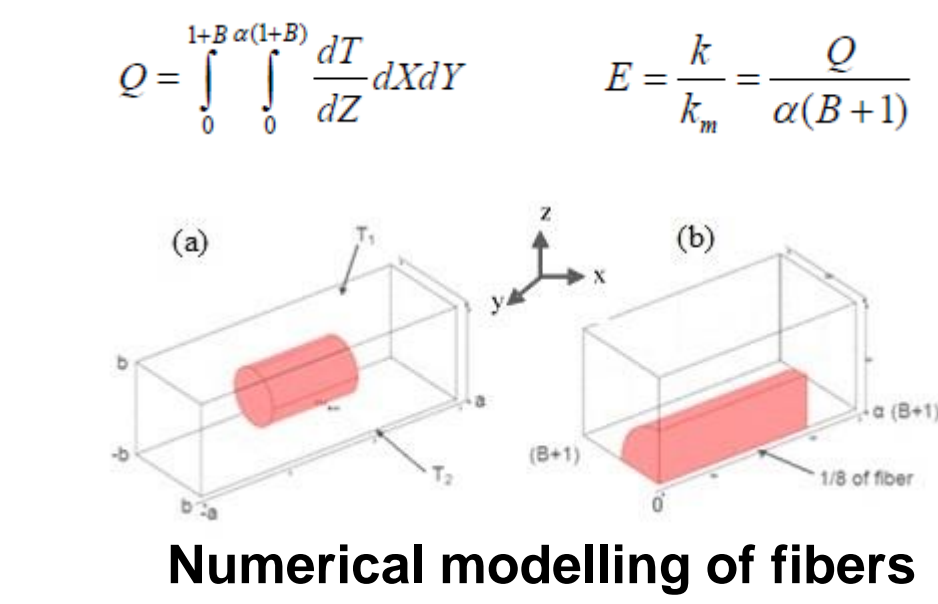 Q = ∫₀^{1+B} ∫₀^{α(1+B)} dT/dZ dXdY
E = k/kₘ = Q/α(B+1)
(a)
T₁
z
x
y
(b)
b
-b
b
-a
a
T₂
(B+1)
0
α (B+1)
1/8 of fiber
Numerical modelling of fibers